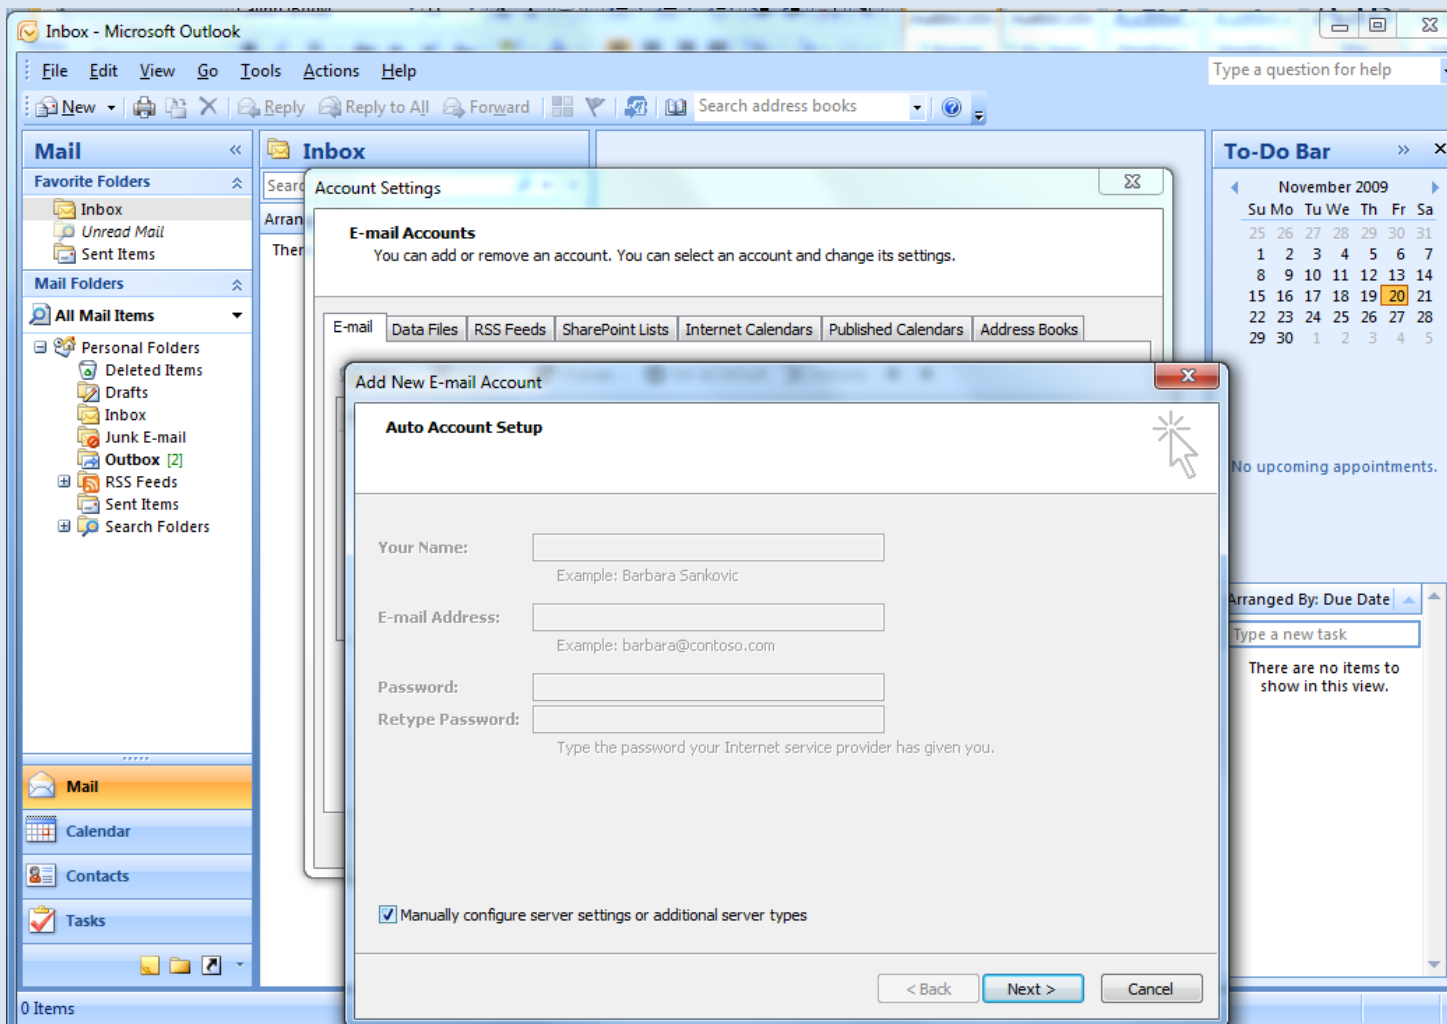 Inbox - Microsoft Outlook
File Edit View Go Tools Actions Help
Type a question for help
New Reply Reply to All Forward Search address books
Mail
Favorite Folders
Inbox
Unread Mail
Sent Items
Mail Folders
All Mail Items
Personal Folders
Deleted Items
Drafts
Inbox
Junk E-mail
Outbox [2]
RSS Feeds
Sent Items
Search Folders
Mail
Calendar
Contacts
Tasks
0 Items
Inbox
Account Settings
E-mail Accounts
You can add or remove an account. You can select an account and change its settings.
E-mail Data Files RSS Feeds SharePoint Lists Internet Calendars Published Calendars Address Books
Add New E-mail Account
Auto Account Setup
Your Name:
Example: Barbara Sankovic
E-mail Address:
Example: barbara@contoso.com
Password:
Retype Password:
Type the password your Internet service provider has given you.
Manually configure server settings or additional server types
< Back Next > Cancel
To-Do Bar
November 2009
Su Mo Tu We Th Fr Sa
25 26 27 28 29 30 31
1 2 3 4 5 6 7
8 9 10 11 12 13 14
15 16 17 18 19 20 21
22 23 24 25 26 27 28
29 30 1 2 3 4 5
No upcoming appointments.
Arranged By: Due Date
Type a new task
There are no items to
show in this view.